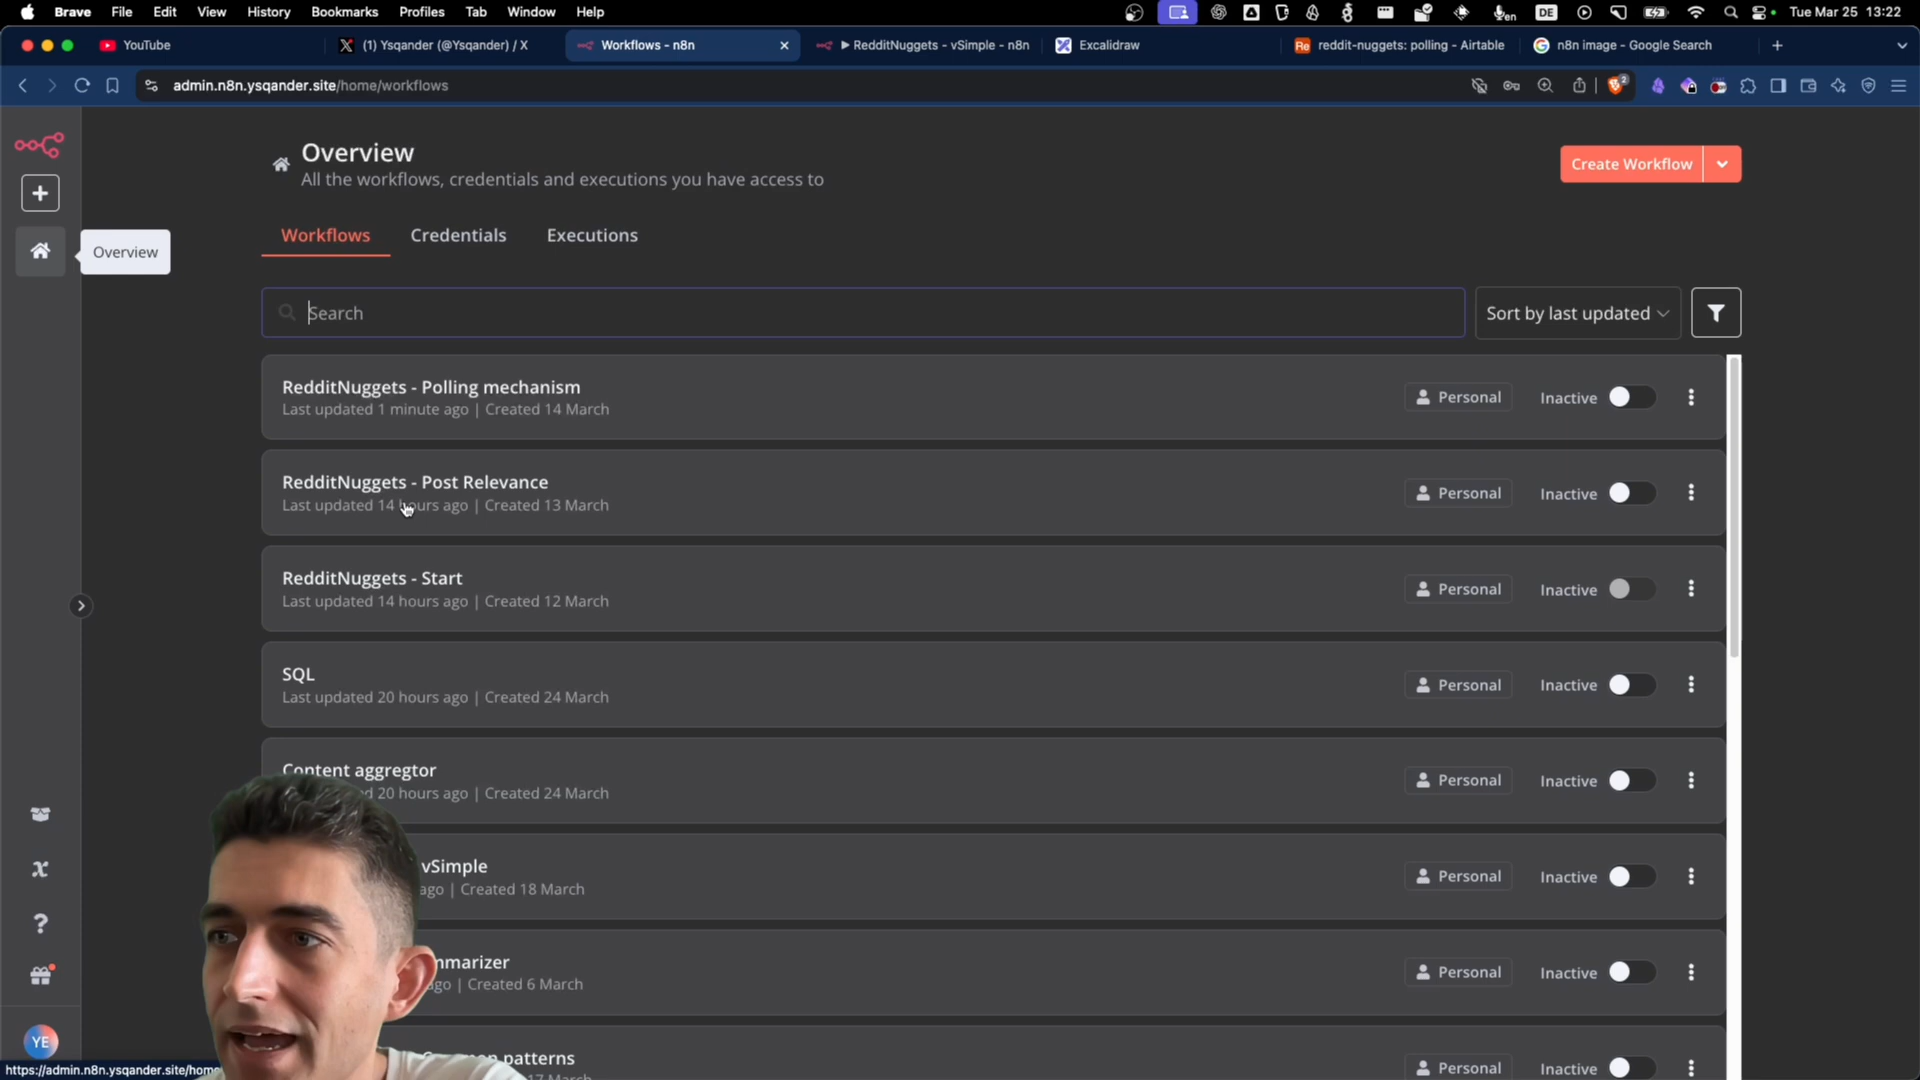 Brave File Edit View History Bookmarks Profiles Tab Window Help
en DE Tue Mar 25 13:22
YouTube
(1) Ysqander (@Ysqander) / X
Workflows - n8n
RedditNuggets - vSimple - n8n
Excalidraw
Re reddit-nuggets: polling - Airtable
n8n image - Google Search
admin.n8n.ysqander.site/home/workflows
2
Overview
All the workflows, credentials and executions you have access to
Create Workflow
Workflows Credentials Executions
Overview
Search
Sort by last updated
RedditNuggets - Polling mechanism
Last updated 1 minute ago | Created 14 March
Personal Inactive
RedditNuggets - Post Relevance
Last updated 14 hours ago | Created 13 March
Personal Inactive
RedditNuggets - Start
Last updated 14 hours ago | Created 12 March
Personal Inactive
SQL
Last updated 20 hours ago | Created 24 March
Personal Inactive
Content aggregtor
20 hours ago | Created 24 March
Personal Inactive
vSimple
ago | Created 18 March
Personal Inactive
ago | Created 6 March
Personal Inactive
patterns
17 March
Personal Inactive
YE
https://admin.n8n.ysqander.site/home